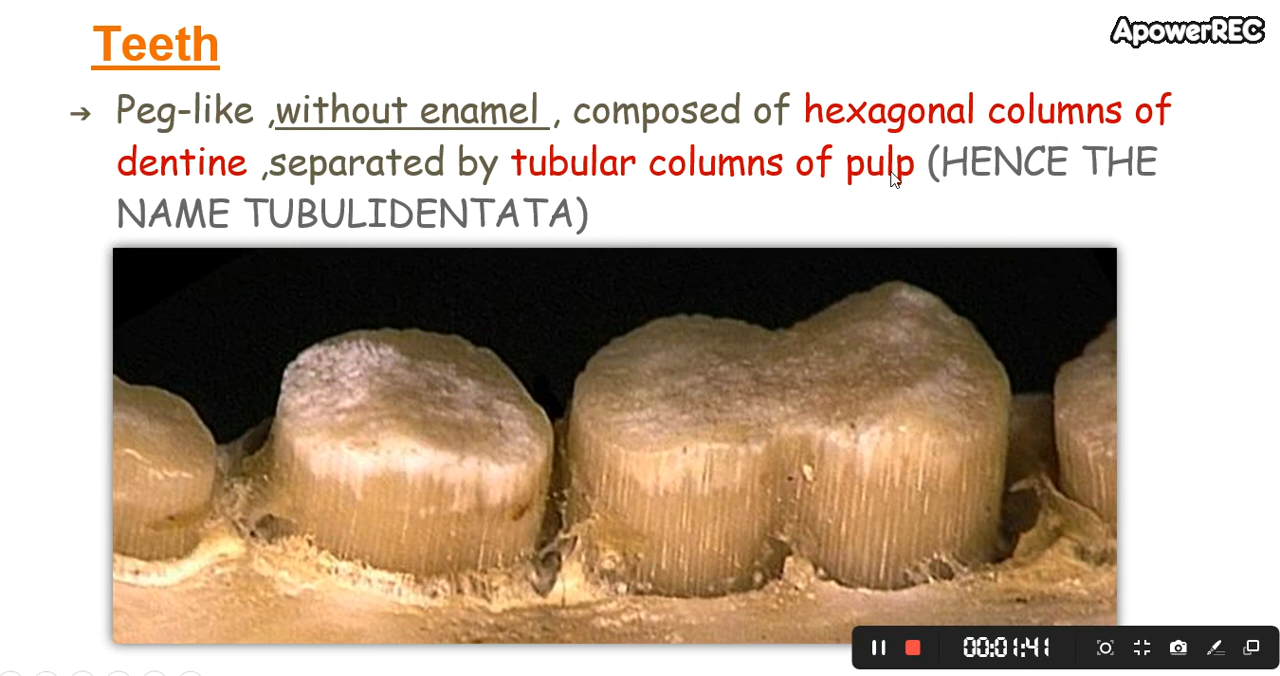 Teeth
ApowerREC
➔ Peg-like ,without enamel , composed of hexagonal columns of
dentine ,separated by tubular columns of pulp (HENCE THE
NAME TUBULIDENTATA)
00:01:41